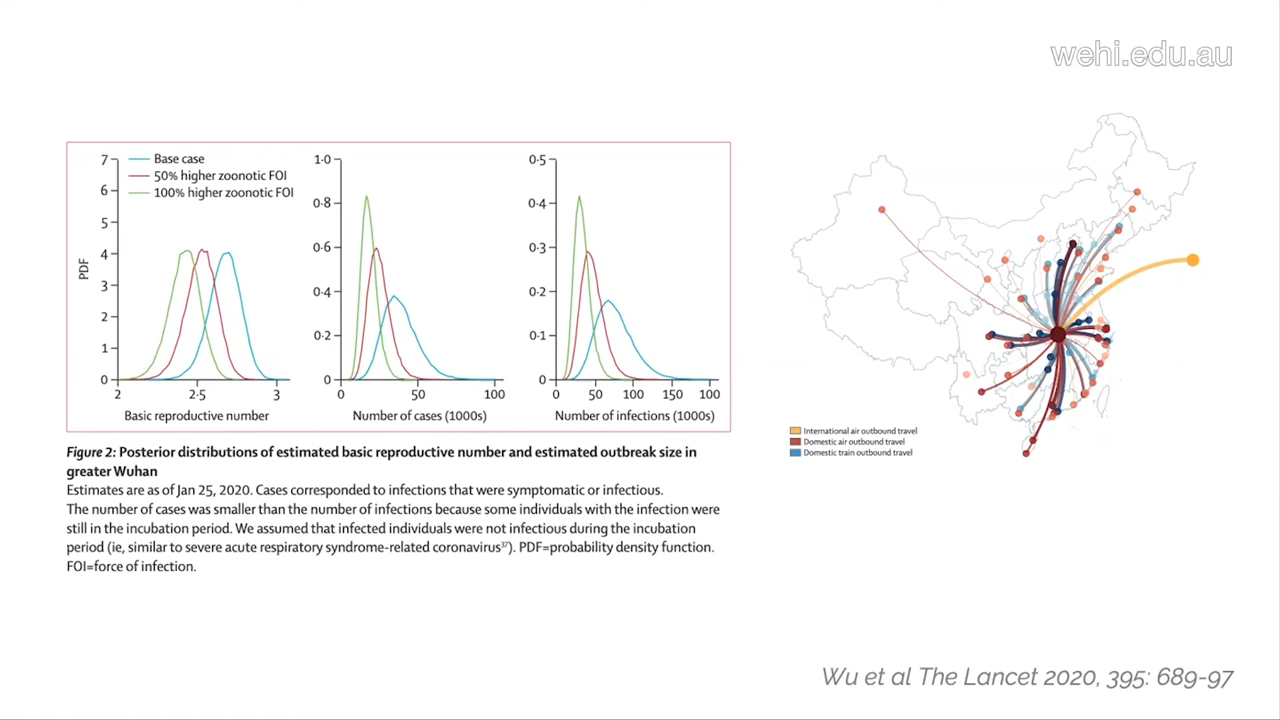 wehi.edu.au
7
6
5
4
3
2
1
0
PDF
Base case
50% higher zoonotic FOI
100% higher zoonotic FOI
2
2·5
3
Basic reproductive number
1·0
0·8
0·6
0·4
0·2
0
0
50
100
Number of cases (1000s)
0·5
0·4
0·3
0·2
0·1
0
0
50
100
150
100
Number of infections (1000s)
Figure 2: Posterior distributions of estimated basic reproductive number and estimated outbreak size in
greater Wuhan
Estimates are as of Jan 25, 2020. Cases corresponded to infections that were symptomatic or infectious.
The number of cases was smaller than the number of infections because some individuals with the infection were
still in the incubation period. We assumed that infected individuals were not infectious during the incubation
period (ie, similar to severe acute respiratory syndrome-related coronavirus³⁷). PDF=probability density function.
FOI=force of infection.
International air outbound travel
Domestic air outbound travel
Domestic train outbound travel
Wu et al The Lancet 2020, 395: 689-97